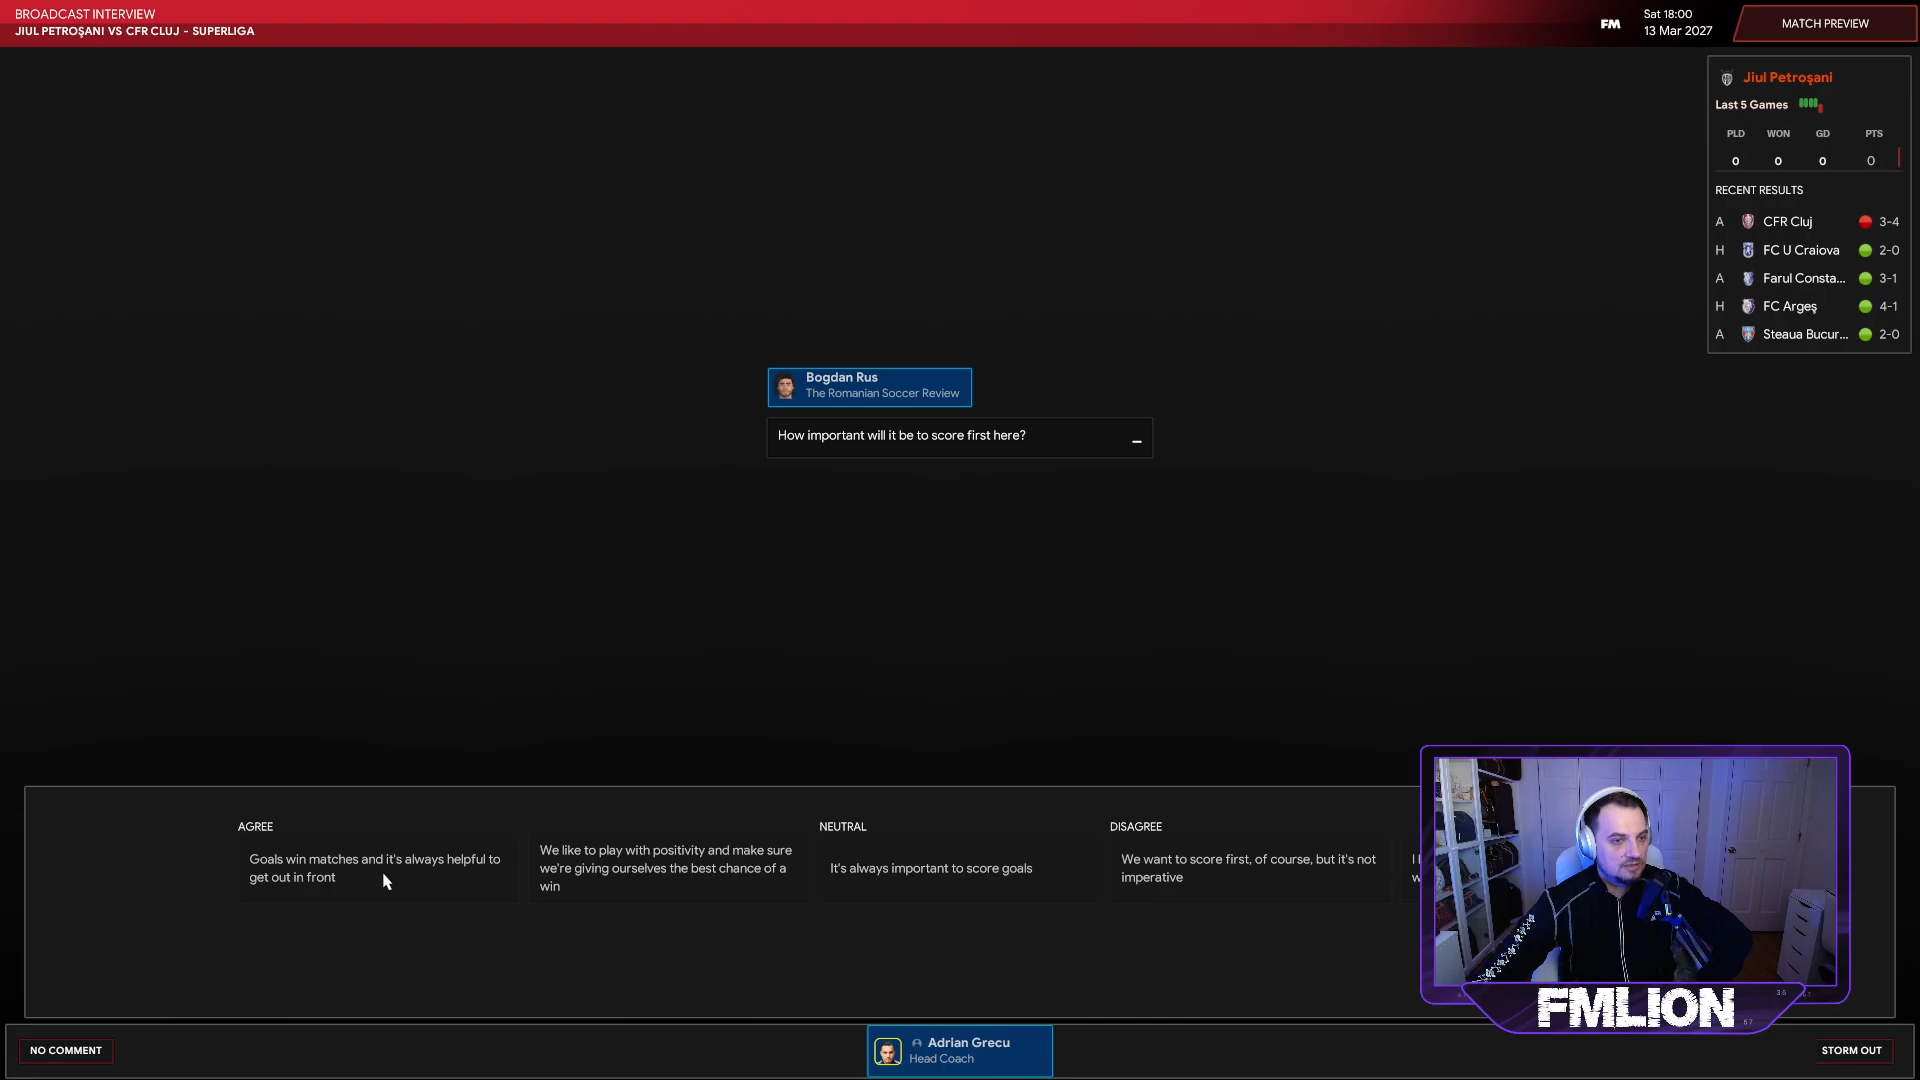 BROADCAST INTERVIEW
JIUL PETROȘANI VS CFR CLUJ - SUPERLIGA
FM
Sat 18:00
13 Mar 2027
MATCH PREVIEW
Jiul Petroșani
Last 5 Games
PLD WON GD PTS
0 0 0 0
RECENT RESULTS
A CFR Cluj 3-4
H FC U Craiova 2-0
A Farul Consta... 3-1
H FC Argeș 4-1
A Steaua Bucur... 2-0
Bogdan Rus
The Romanian Soccer Review
How important will it be to score first here?
AGREE
Goals win matches and it's always helpful to
get out in front
We like to play with positivity and make sure
we're giving ourselves the best chance of a
win
NEUTRAL
It's always important to score goals
DISAGREE
We want to score first, of course, but it's not
imperative
FMLION
NO COMMENT
Adrian Grecu
Head Coach
STORM OUT